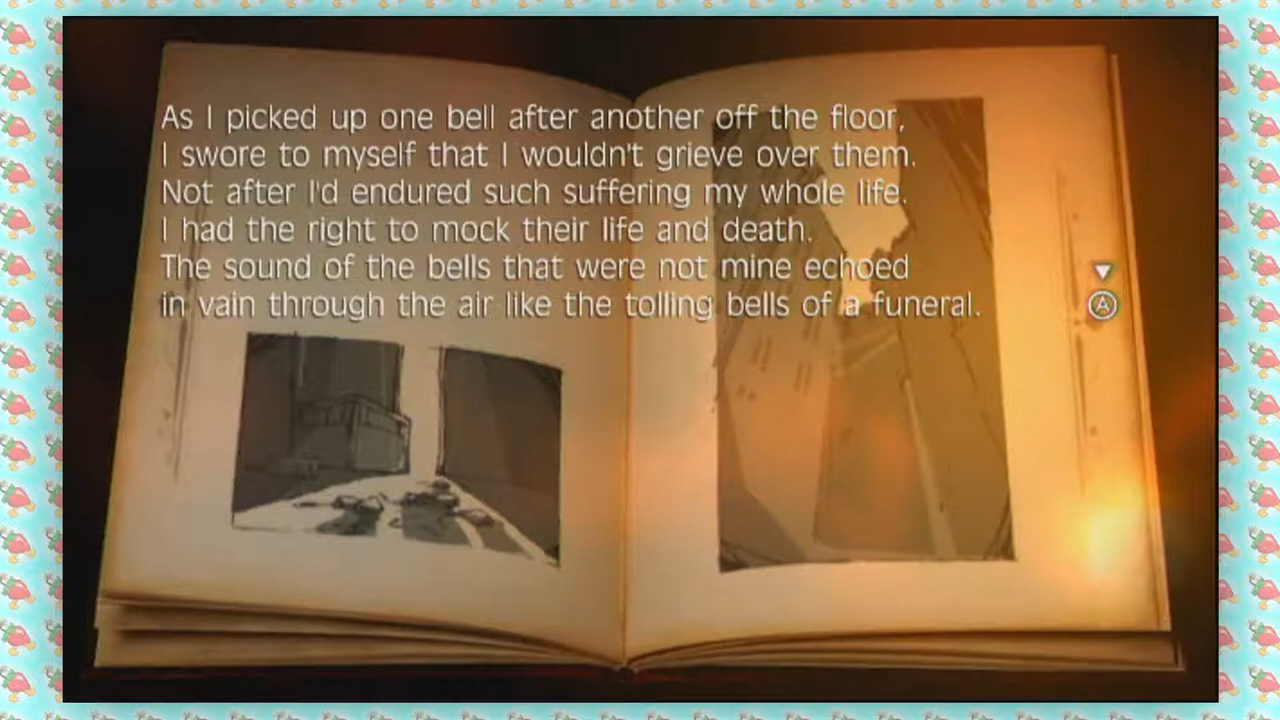 As I picked up one bell after another off the floor,
I swore to myself that I wouldn't grieve over them.
Not after I'd endured such suffering my whole life.
I had the right to mock their life and death.
The sound of the bells that were not mine echoed
in vain through the air like the tolling bells of a funeral.
A